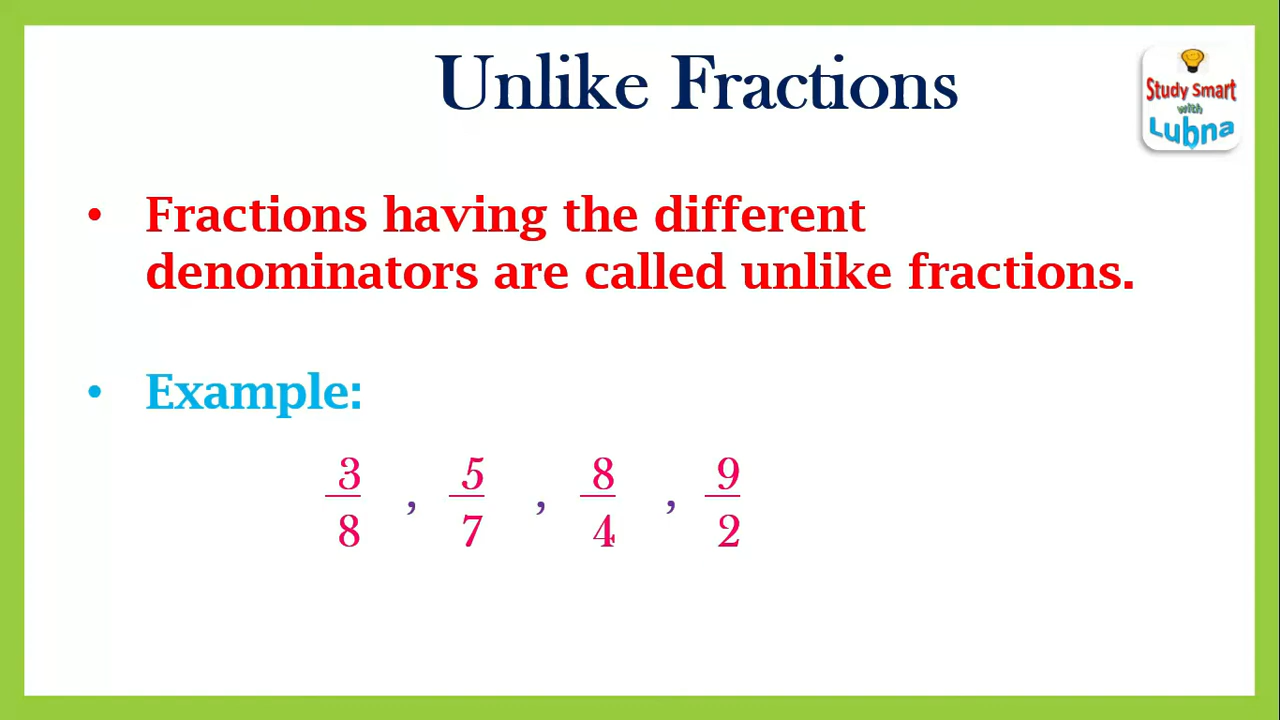 Unlike Fractions
Study Smart
with
Lubna
• Fractions having the different
denominators are called unlike fractions.
• Example:
3/8 , 5/7 , 8/4 , 9/2